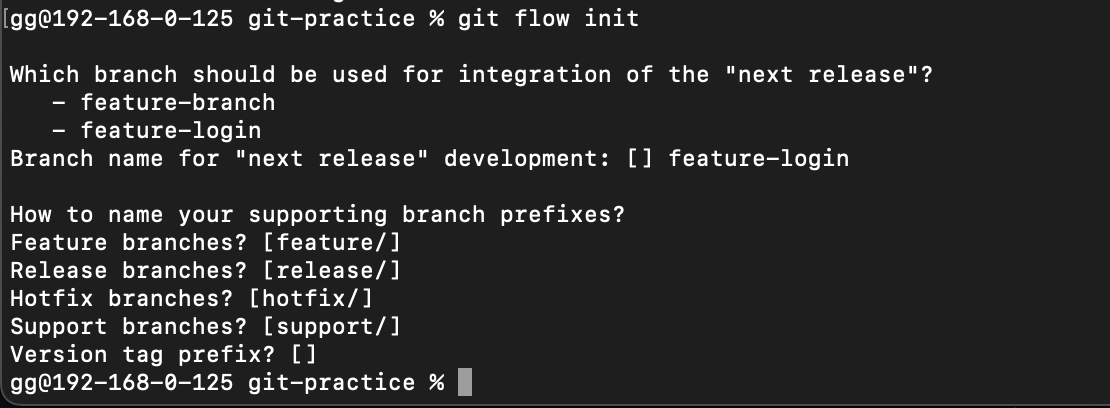 [gg@192-168-0-125 git-practice % git flow init
Which branch should be used for integration of the "next release"?
- feature-branch
- feature-login
Branch name for "next release" development: [] feature-login
How to name your supporting branch prefixes?
Feature branches? [feature/]
Release branches? [release/]
Hotfix branches? [hotfix/]
Support branches? [support/]
Version tag prefix? []
gg@192-168-0-125 git-practice %